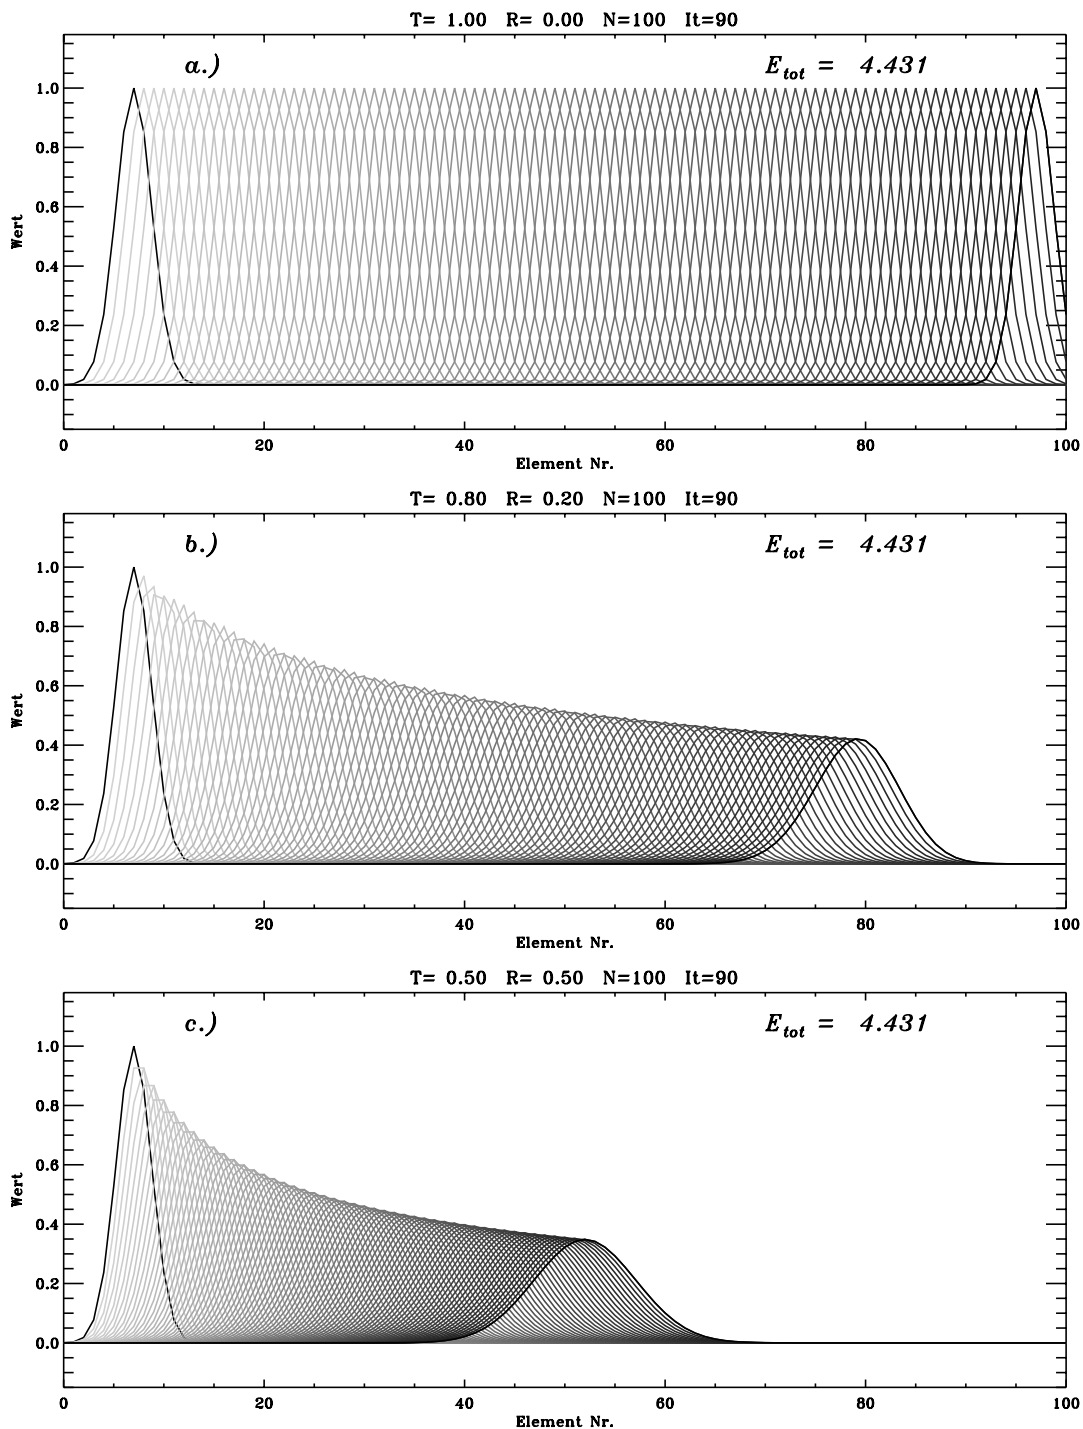 T= 1.00 R= 0.00 N=100 It=90
a.) E_tot = 4.431
1.0
0.8
0.6
0.4
0.2
0.0
Wert
0 20 40 60 80 100
Element Nr.
T= 0.80 R= 0.20 N=100 It=90
b.) E_tot = 4.431
1.0
0.8
0.6
0.4
0.2
0.0
Wert
0 20 40 60 80 100
Element Nr.
T= 0.50 R= 0.50 N=100 It=90
c.) E_tot = 4.431
1.0
0.8
0.6
0.4
0.2
0.0
Wert
0 20 40 60 80 100
Element Nr.